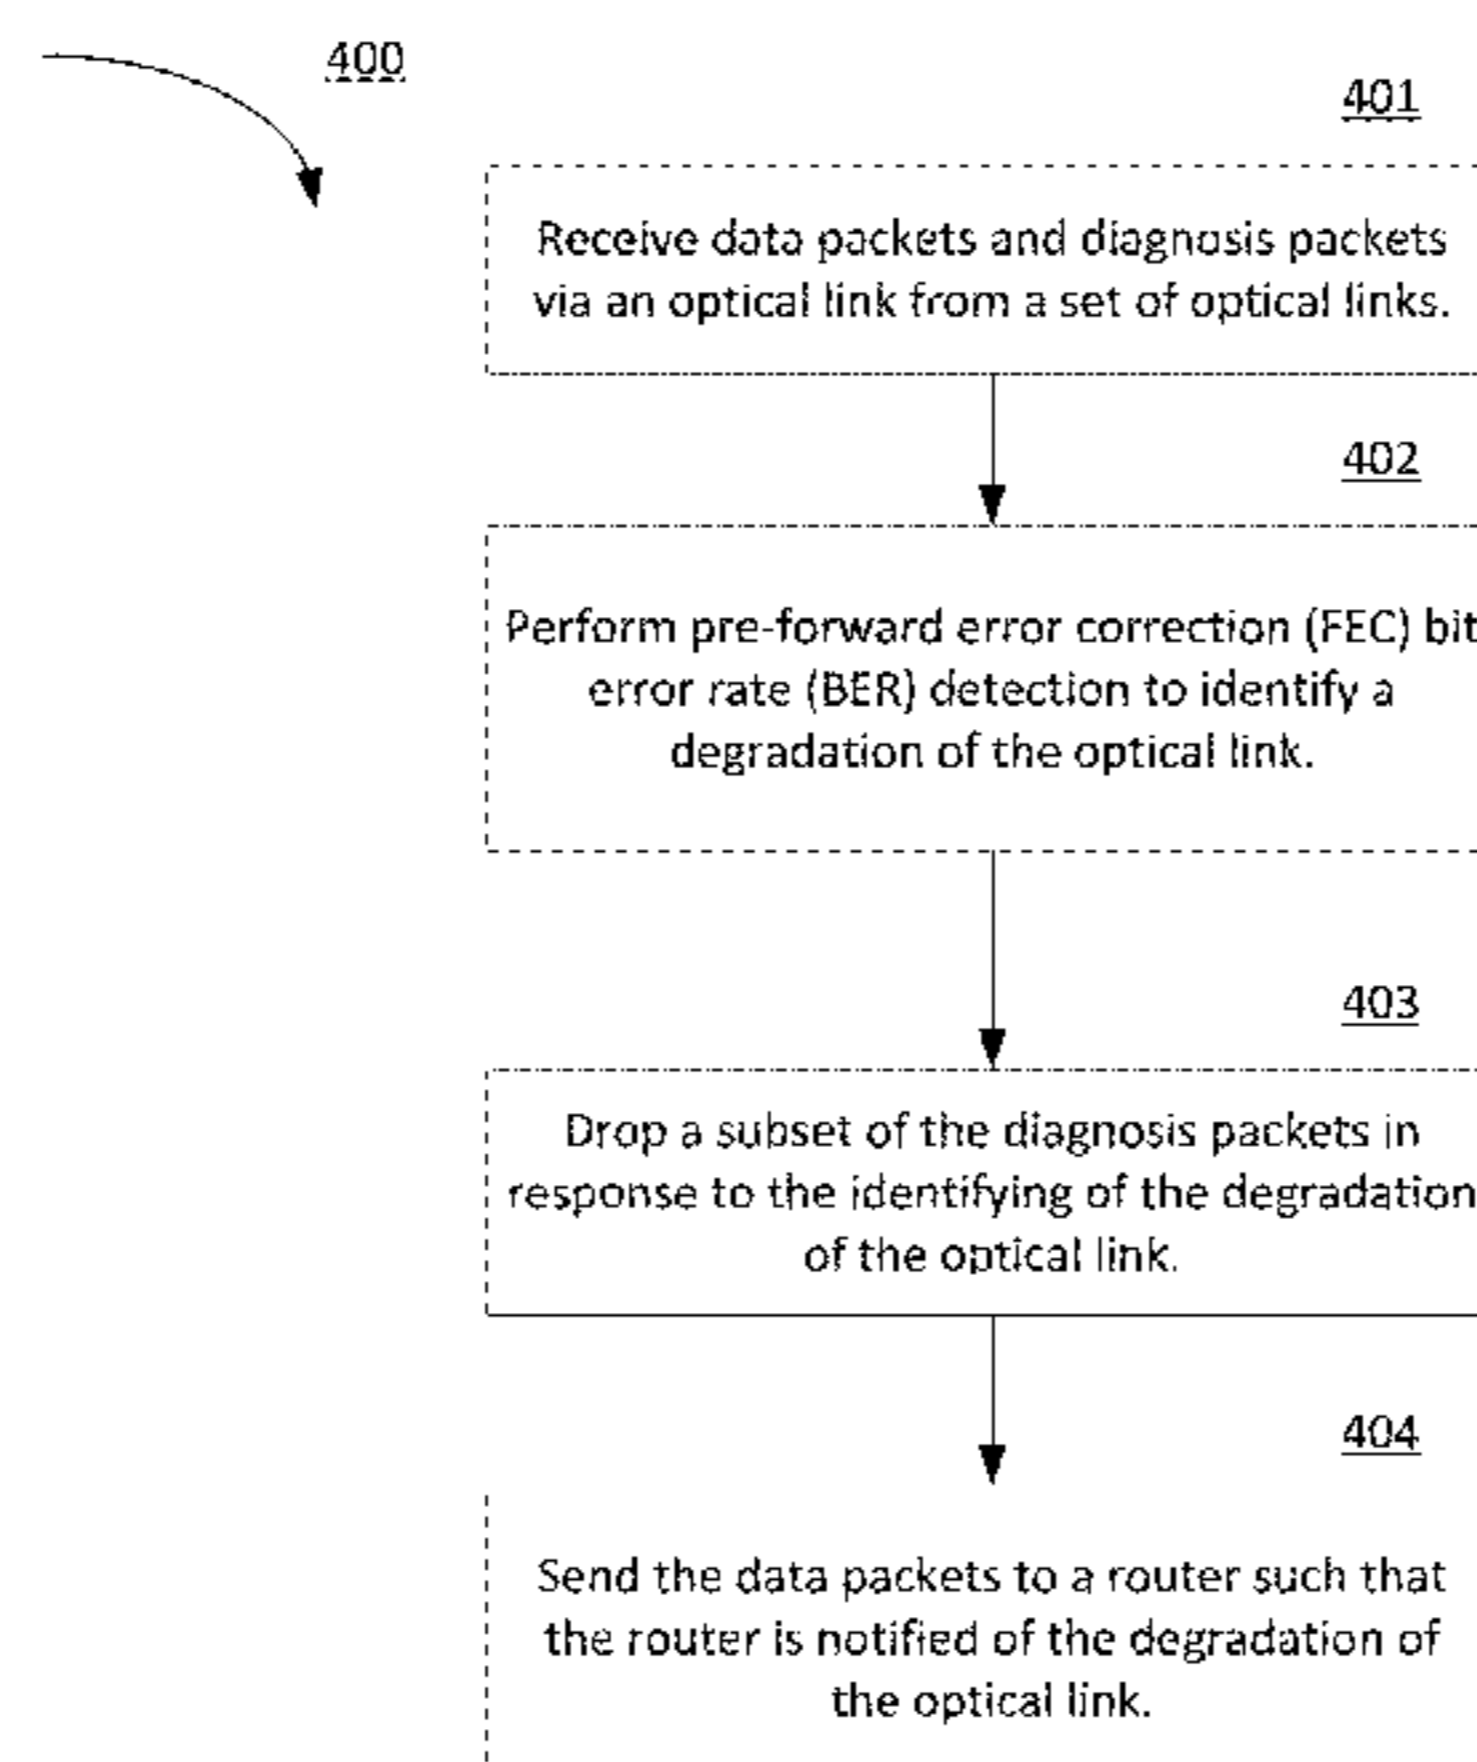 400
401
Receive data packets and diagnosis packets
via an optical link from a set of optical links.
402
Perform pre-forward error correction (FEC) bit
error rate (BER) detection to identify a
degradation of the optical link.
403
Drop a subset of the diagnosis packets in
response to the identifying of the degradation
of the optical link.
404
Send the data packets to a router such that
the router is notified of the degradation of
the optical link.